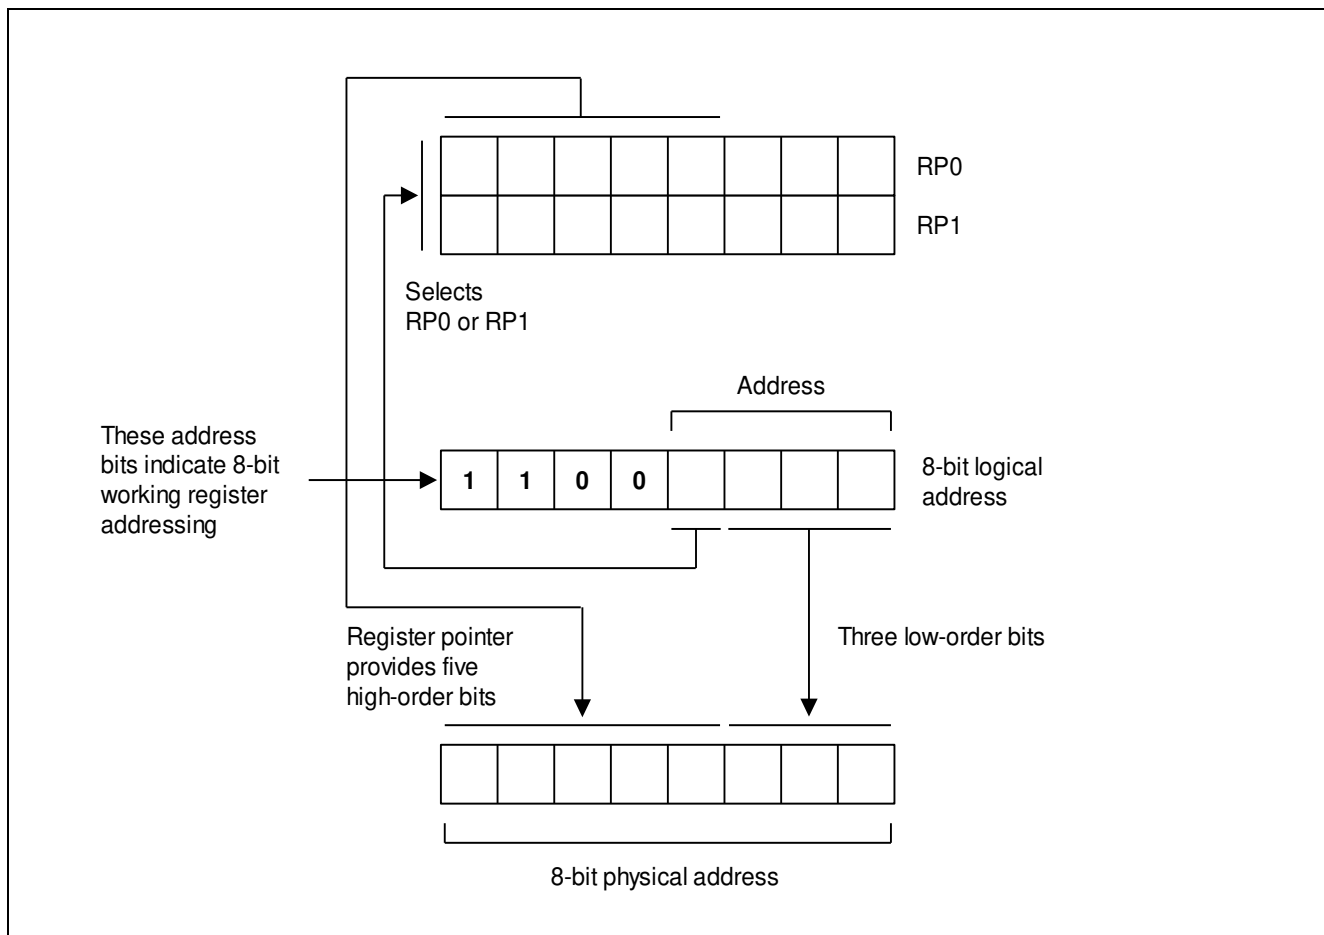 RP0
RP1
Selects
RP0 or RP1
Address
These address
bits indicate 8-bit
working register
addressing
1 1 0 0
8-bit logical
address
Register pointer
provides five
high-order bits
Three low-order bits
8-bit physical address